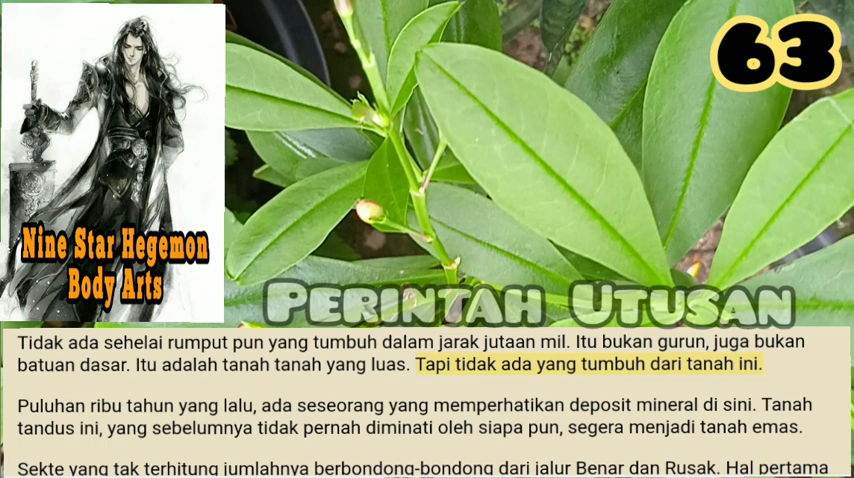 63
Nine Star Hegemon
Body Arts
Perintah Utusan
Tidak ada sehelai rumput pun yang tumbuh dalam jarak jutaan mil. Itu bukan gurun, juga bukan
batuan dasar. Itu adalah tanah tanah yang luas. Tapi tidak ada yang tumbuh dari tanah ini.
Puluhan ribu tahun yang lalu, ada seseorang yang memperhatikan deposit mineral di sini. Tanah
tandus ini, yang sebelumnya tidak pernah diminati oleh siapa pun, segera menjadi tanah emas.
Sekte yang tak terhitung jumlahnya berbondong-bondong dari jalur Benar dan Rusak. Hal pertama